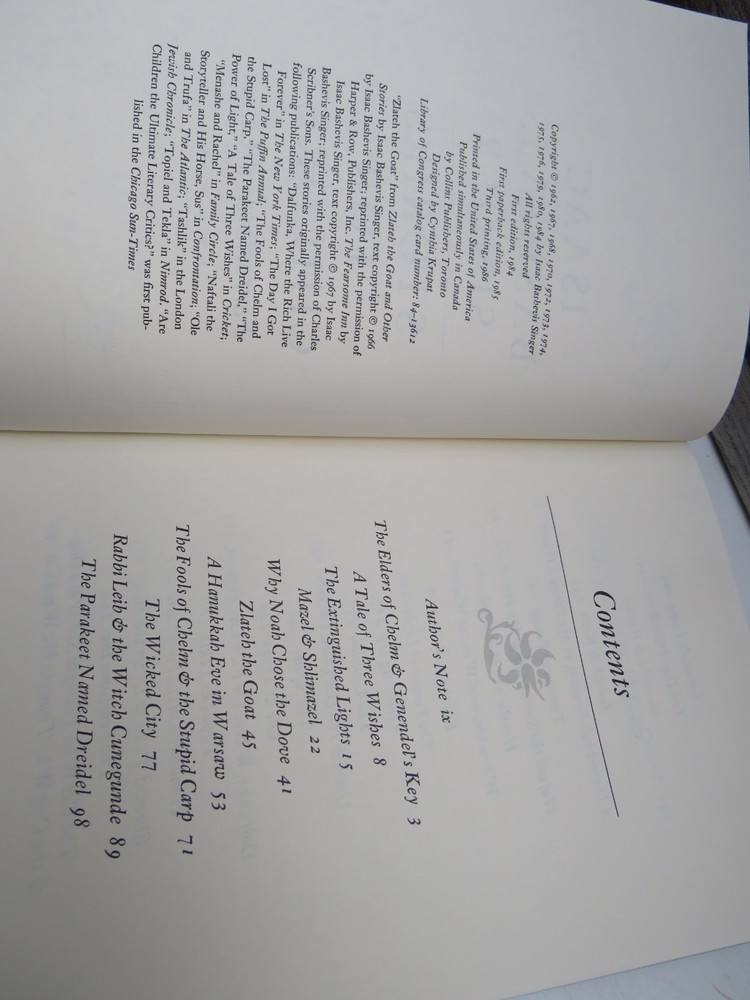 Copyright © 1962, 1967, 1968, 1970, 1972, 1973, 1974,
1975, 1976, 1979, 1980, 1984 by Isaac Bashevis Singer
All rights reserved
First edition, 1984
First paperback edition, 1985
Third printing, 1986
Printed in the United States of America
Published simultaneously in Canada
by Collins Publishers, Toronto
Designed by Cynthia Krupat
Library of Congress catalog card number: 84-13612
"Zlateh the Goat" from Zlateh the Goat and Other
Stories by Isaac Bashevis Singer, text copyright © 1966
by Isaac Bashevis Singer; reprinted with the permission of
Harper & Row, Publishers, Inc. The Fearsome Inn by
Isaac Bashevis Singer, text copyright © 1967 by Isaac
Bashevis Singer; reprinted with the permission of Charles
Scribner's Sons. These stories originally appeared in the
following publications: "Dalfunka, Where the Rich Live
Forever" in The New York Times; "The Day I Got
Lost" in The Puffin Annual; "The Fools of Chelm and
the Stupid Carp," "The Parakeet Named Dreidel," "The
Power of Light," "A Tale of Three Wishes" in Cricket;
"Menashe and Rachel" in Family Circle; "Naftali the
Storyteller and His Horse, Sus" in Confrontation; "Ole
and Trufa" in The Atlantic; "Tashlik" in the London
Jewish Chronicle; "Topiel and Tekla" in Nimrod. "Are
Children the Ultimate Literary Critics?" was first pub-
lished in the Chicago Sun-Times
Contents
Author's Note ix
The Elders of Chelm & Genendel's Key 3
A Tale of Three Wishes 8
The Extinguished Lights 15
Mazel & Shlimazel 22
Why Noah Chose the Dove 41
Zlateh the Goat 45
A Hanukkah Eve in Warsaw 53
The Fools of Chelm & the Stupid Carp 71
The Wicked City 77
Rabbi Leib & the Witch Cunegunde 89
The Parakeet Named Dreidel 98